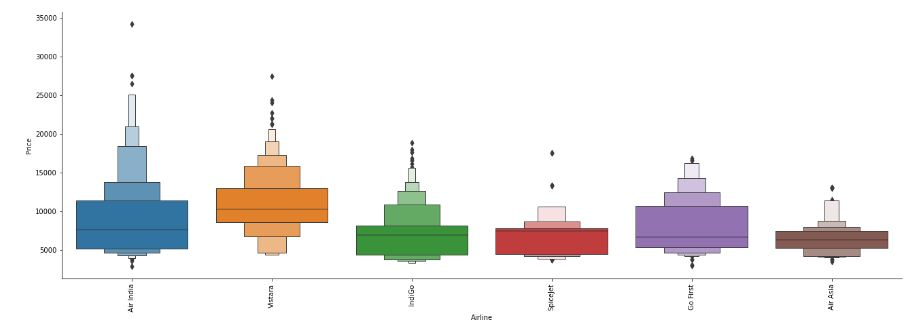 35000
30000
25000
20000
15000
10000
5000
Price
Air India
Vistara
IndiGo
SpiceJet
Go First
Air Asia
Airline